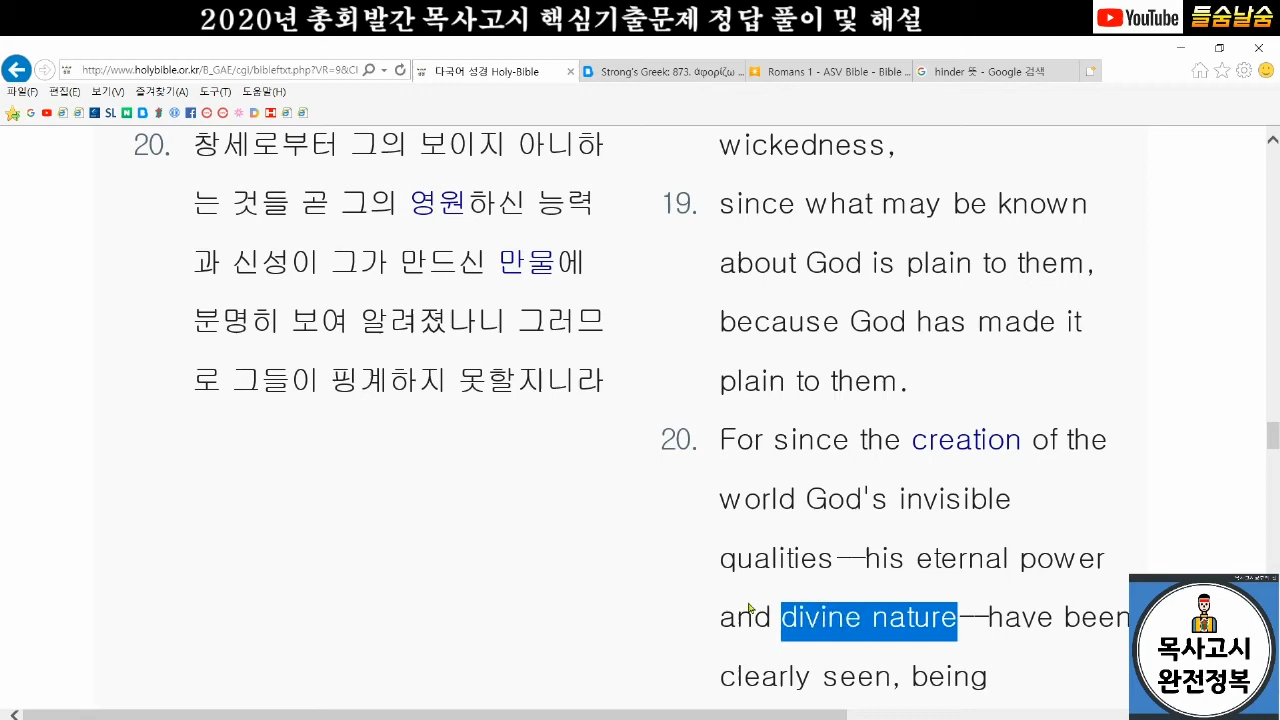 2020년 총회발간 목사고시 핵심기출문제 정답 풀이 및 해설
YouTube 들숨날숨
http://www.holybible.or.kr/B_GAE/cgi/bibleftxt.php?VR=9&CI
다국어 성경 Holy-Bible
Strong's Greek: 873. ἀφορίζω ...
Romans 1 - ASV Bible - Bible ...
hinder 뜻 - Google 검색
파일(F) 편집(E) 보기(V) 즐겨찾기(A) 도구(T) 도움말(H)
20. 창세로부터 그의 보이지 아니하
는 것들 곧 그의 영원하신 능력
과 신성이 그가 만드신 만물에
분명히 보여 알려졌나니 그러므
로 그들이 핑계하지 못할지니라
wickedness,
19. since what may be known
about God is plain to them,
because God has made it
plain to them.
20. For since the creation of the
world God's invisible
qualities--his eternal power
and divine nature--have been
clearly seen, being
목사고시
완전정복